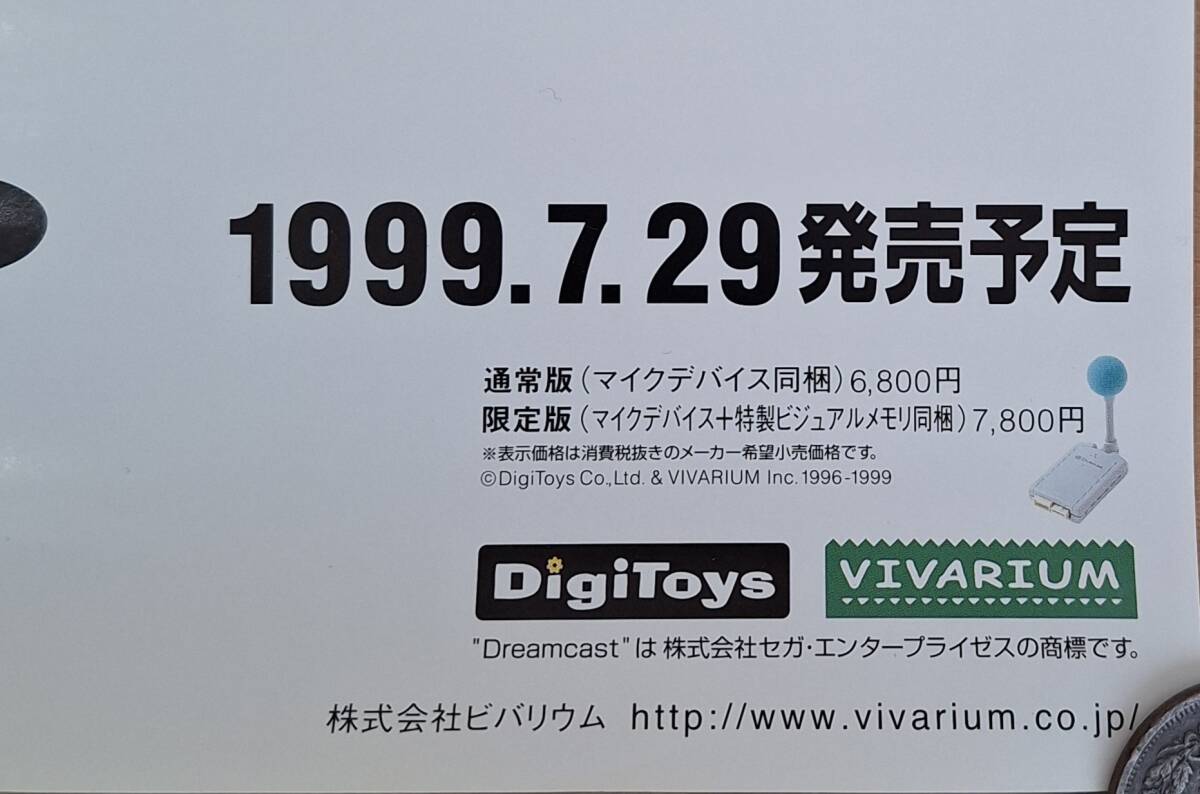 1999.7.29発売予定
通常版(マイクデバイス同梱)6,800円
限定版(マイクデバイス+特製ビジュアルメモリ同梱)7,800円
※表示価格は消費税抜きのメーカー希望小売価格です。
©DigiToys Co.,Ltd. & VIVARIUM Inc. 1996-1999
DigiToys
VIVARIUM
"Dreamcast"は株式会社セガ・エンタープライゼスの商標です。
株式会社ビバリウム http://www.vivarium.co.jp/